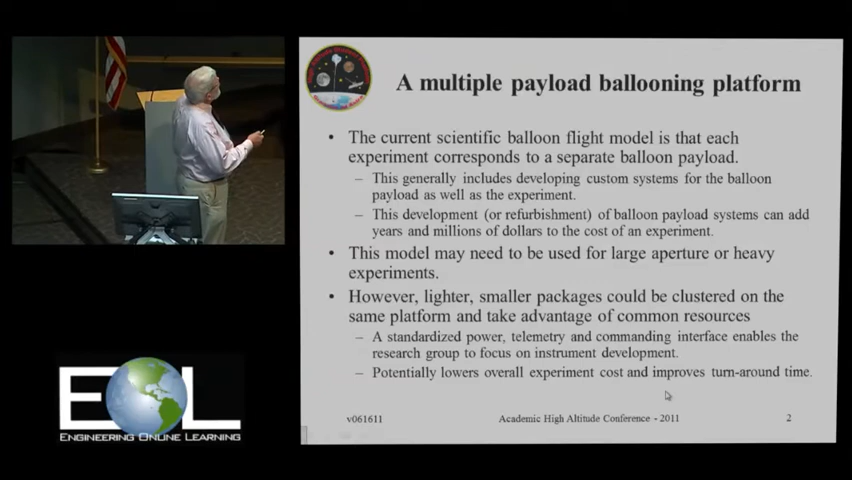 A multiple payload ballooning platform
• The current scientific balloon flight model is that each
experiment corresponds to a separate balloon payload.
– This generally includes developing custom systems for the balloon
payload as well as the experiment.
– This development (or refurbishment) of balloon payload systems can add
years and millions of dollars to the cost of an experiment.
• This model may need to be used for large aperture or heavy
experiments.
• However, lighter, smaller packages could be clustered on the
same platform and take advantage of common resources
– A standardized power, telemetry and commanding interface enables the
research group to focus on instrument development.
– Potentially lowers overall experiment cost and improves turn-around time.
v061611 Academic High Altitude Conference - 2011 2
EOL
ENGINEERING ONLINE LEARNING